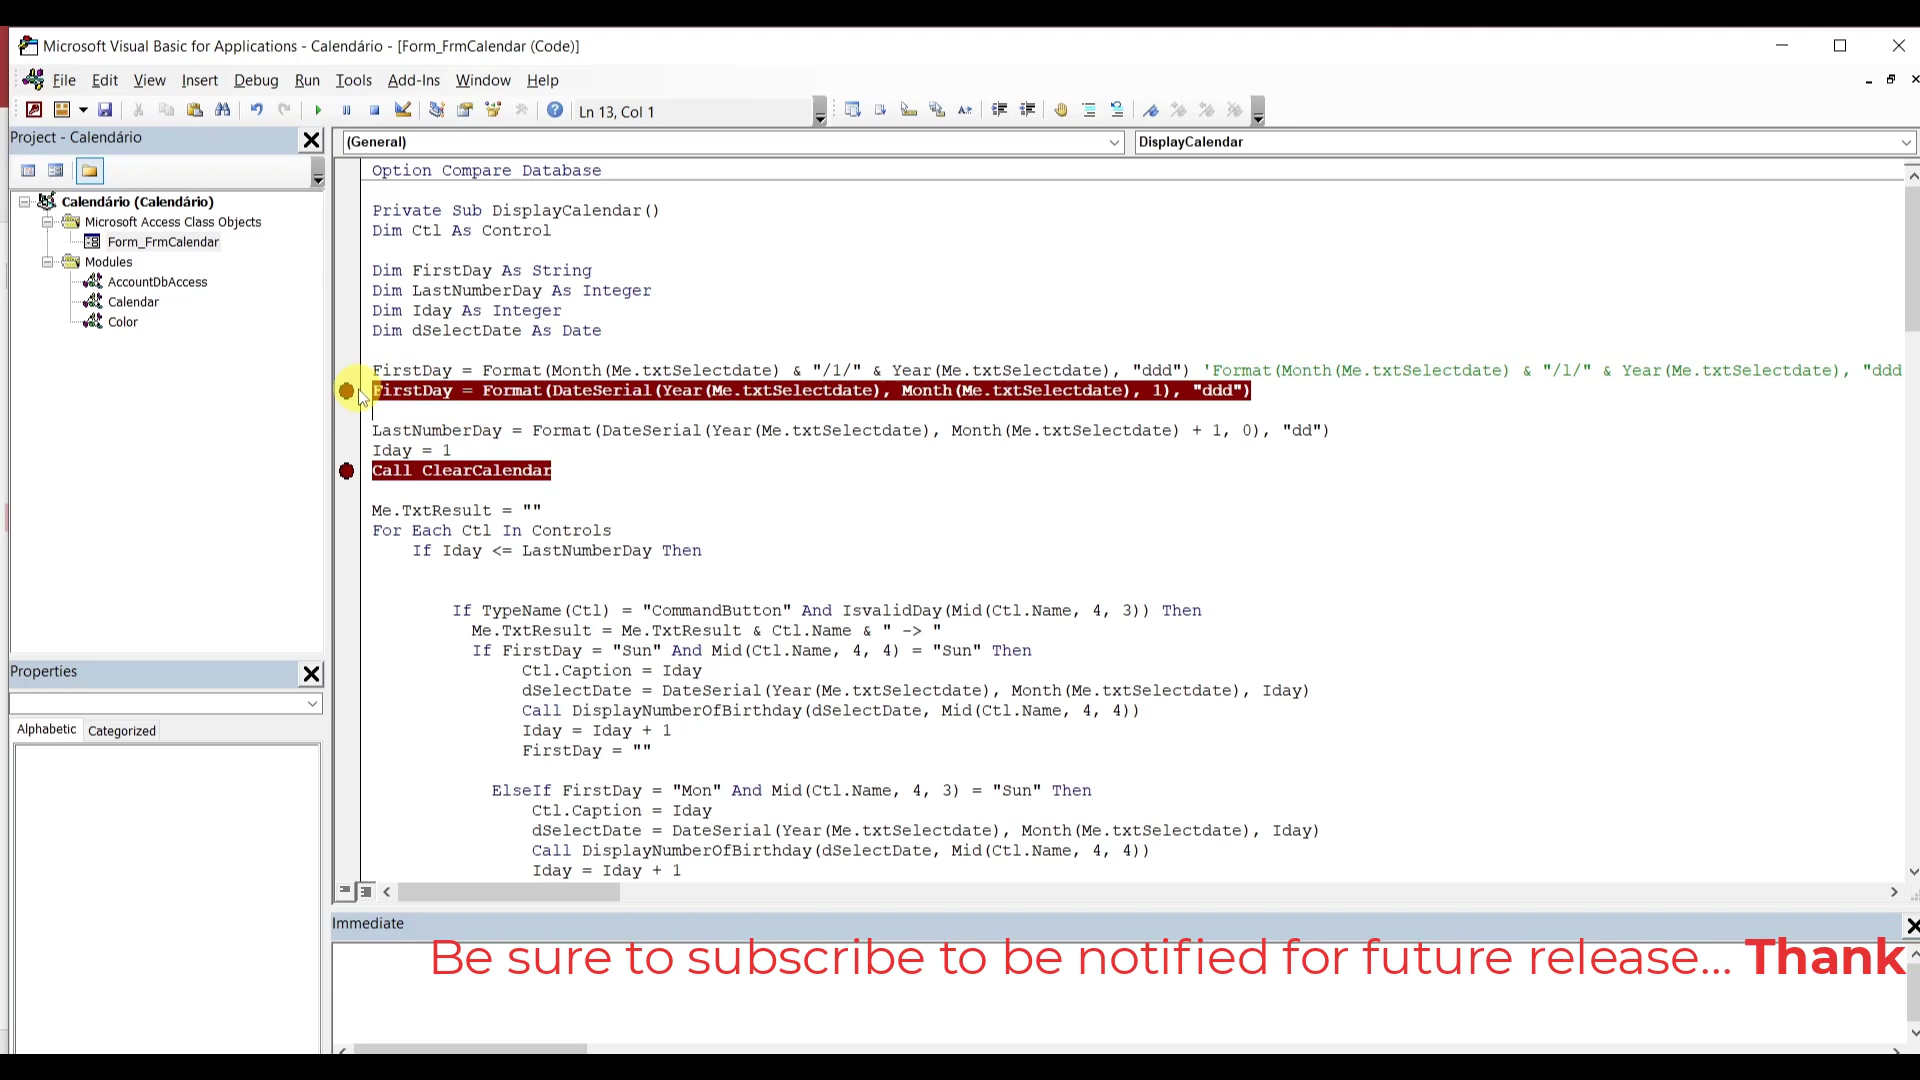 Microsoft Visual Basic for Applications - Calendário - [Form_FrmCalendar (Code)]
File Edit View Insert Debug Run Tools Add-Ins Window Help
Ln 13, Col 1
Project - Calendário
(General) DisplayCalendar
Calendário (Calendário)
Microsoft Access Class Objects
Form_FrmCalendar
Modules
AccountDbAccess
Calendar
Color
Properties
Alphabetic Categorized
Option Compare Database
Private Sub DisplayCalendar()
Dim Ctl As Control
Dim FirstDay As String
Dim LastNumberDay As Integer
Dim Iday As Integer
Dim dSelectDate As Date
FirstDay = Format(Month(Me.txtSelectdate) & "/1/" & Year(Me.txtSelectdate), "ddd") 'Format(Month(Me.txtSelectdate) & "/1/" & Year(Me.txtSelectdate), "ddd
FirstDay = Format(DateSerial(Year(Me.txtSelectdate), Month(Me.txtSelectdate), 1), "ddd")
LastNumberDay = Format(DateSerial(Year(Me.txtSelectdate), Month(Me.txtSelectdate) + 1, 0), "dd")
Iday = 1
Call ClearCalendar
Me.TxtResult = ""
For Each Ctl In Controls
If Iday <= LastNumberDay Then
If TypeName(Ctl) = "CommandButton" And IsvalidDay(Mid(Ctl.Name, 4, 3)) Then
Me.TxtResult = Me.TxtResult & Ctl.Name & " -> "
If FirstDay = "Sun" And Mid(Ctl.Name, 4, 4) = "Sun" Then
Ctl.Caption = Iday
dSelectDate = DateSerial(Year(Me.txtSelectdate), Month(Me.txtSelectdate), Iday)
Call DisplayNumberOfBirthday(dSelectDate, Mid(Ctl.Name, 4, 4))
Iday = Iday + 1
FirstDay = ""
ElseIf FirstDay = "Mon" And Mid(Ctl.Name, 4, 3) = "Sun" Then
Ctl.Caption = Iday
dSelectDate = DateSerial(Year(Me.txtSelectdate), Month(Me.txtSelectdate), Iday)
Call DisplayNumberOfBirthday(dSelectDate, Mid(Ctl.Name, 4, 4))
Iday = Iday + 1
Immediate
Be sure to subscribe to be notified for future release... Thank